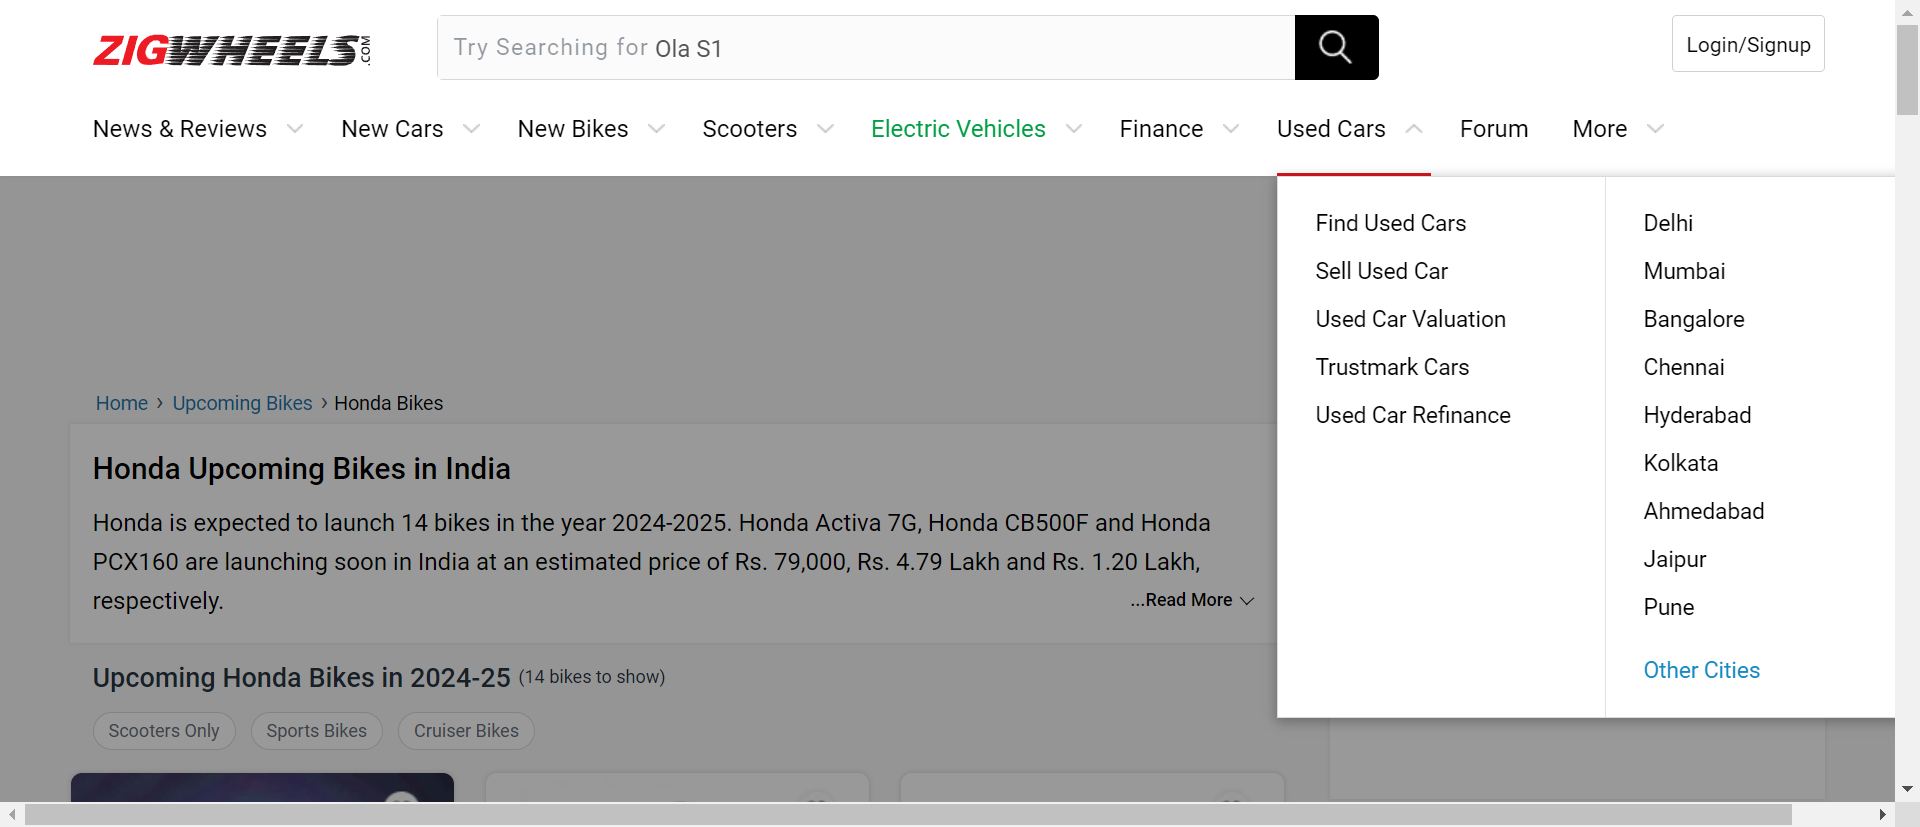 ZIGWHEELS.COM
Try Searching for Ola S1
Login/Signup
News & Reviews
New Cars
New Bikes
Scooters
Electric Vehicles
Finance
Used Cars
Forum
More
Find Used Cars
Sell Used Car
Used Car Valuation
Trustmark Cars
Used Car Refinance
Delhi
Mumbai
Bangalore
Chennai
Hyderabad
Kolkata
Ahmedabad
Jaipur
Pune
Other Cities
Home › Upcoming Bikes › Honda Bikes
Honda Upcoming Bikes in India
Honda is expected to launch 14 bikes in the year 2024-2025. Honda Activa 7G, Honda CB500F and Honda
PCX160 are launching soon in India at an estimated price of Rs. 79,000, Rs. 4.79 Lakh and Rs. 1.20 Lakh,
respectively.
...Read More
Upcoming Honda Bikes in 2024-25 (14 bikes to show)
Scooters Only
Sports Bikes
Cruiser Bikes